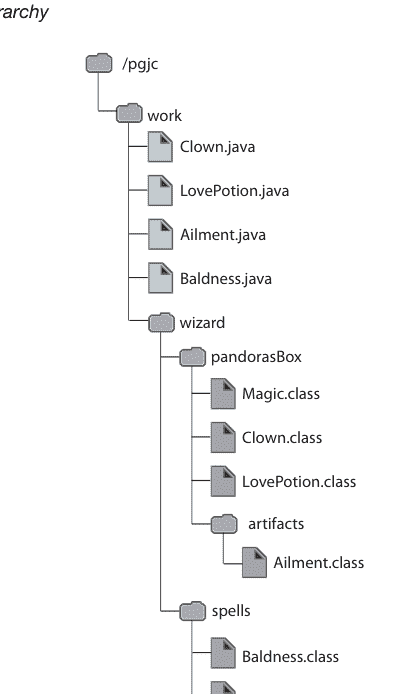 /pgjc
work
Clown.java
LovePotion.java
Ailment.java
Baldness.java
wizard
pandorasBox
Magic.class
Clown.class
LovePotion.class
artifacts
Ailment.class
spells
Baldness.class